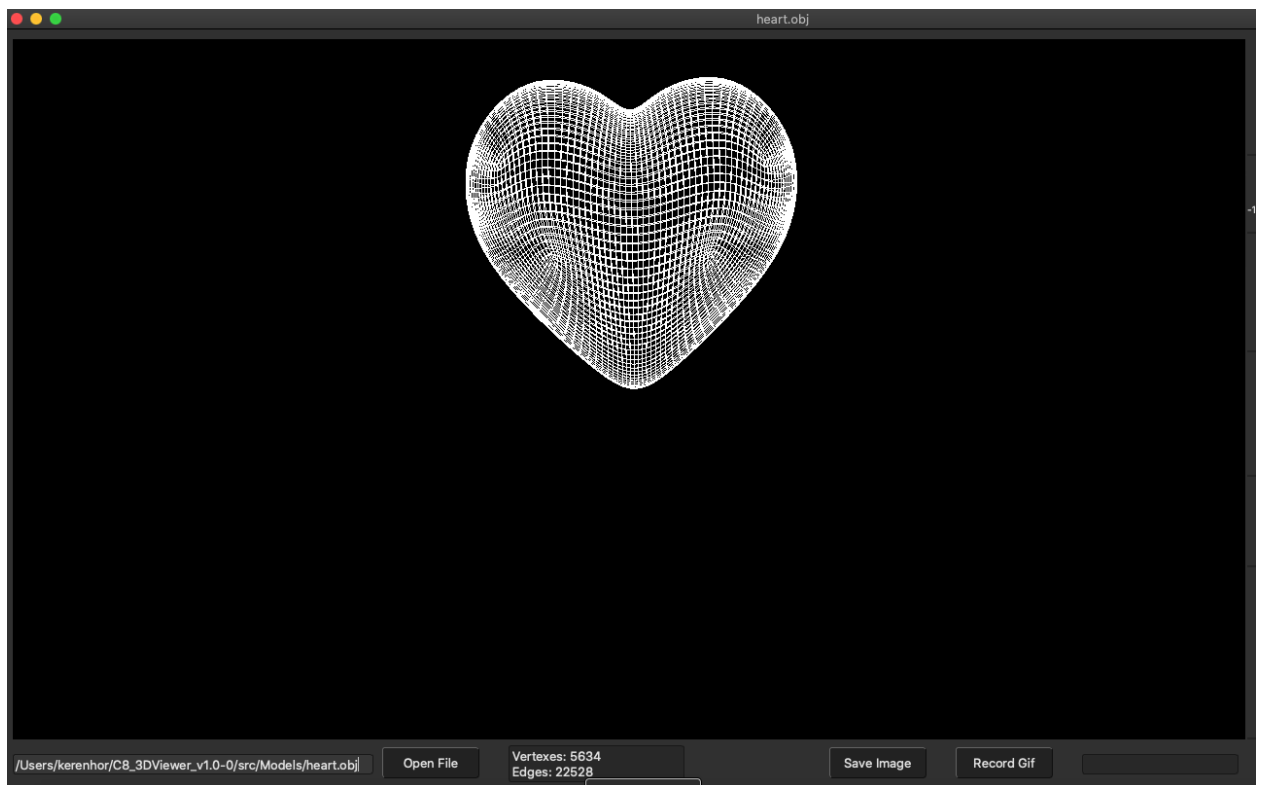 heart.obj
-1
/Users/kerenhor/C8_3DViewer_v1.0-0/src/Models/heart.obj
Open File
Vertexes: 5634
Edges: 22528
Save Image
Record Gif